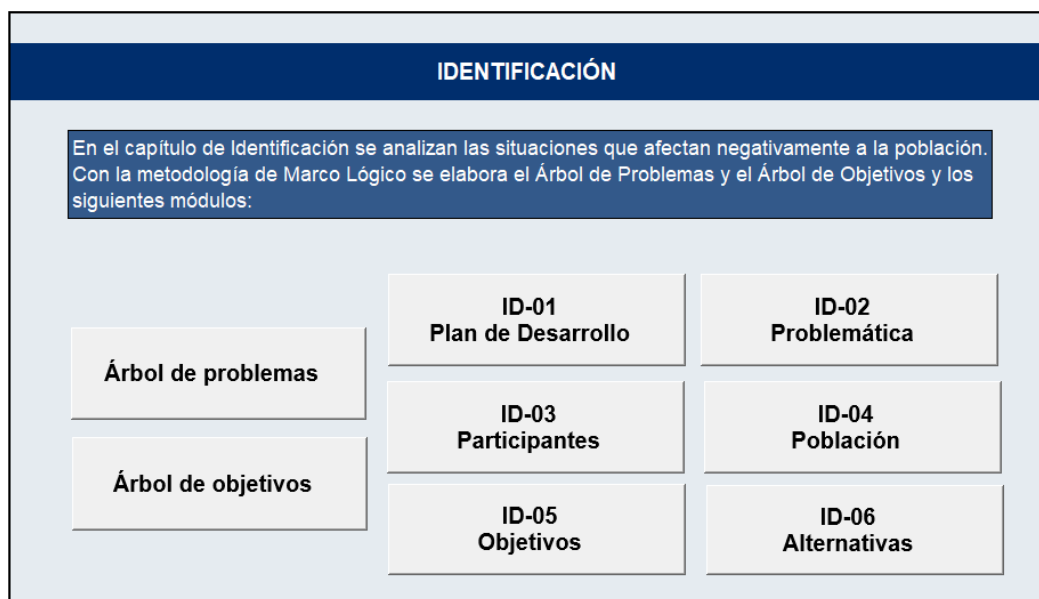 IDENTIFICACIÓN
En el capítulo de Identificación se analizan las situaciones que afectan negativamente a la población.
Con la metodología de Marco Lógico se elabora el Árbol de Problemas y el Árbol de Objetivos y los
siguientes módulos:
Árbol de problemas
Árbol de objetivos
ID-01
Plan de Desarrollo
ID-02
Problemática
ID-03
Participantes
ID-04
Población
ID-05
Objetivos
ID-06
Alternativas